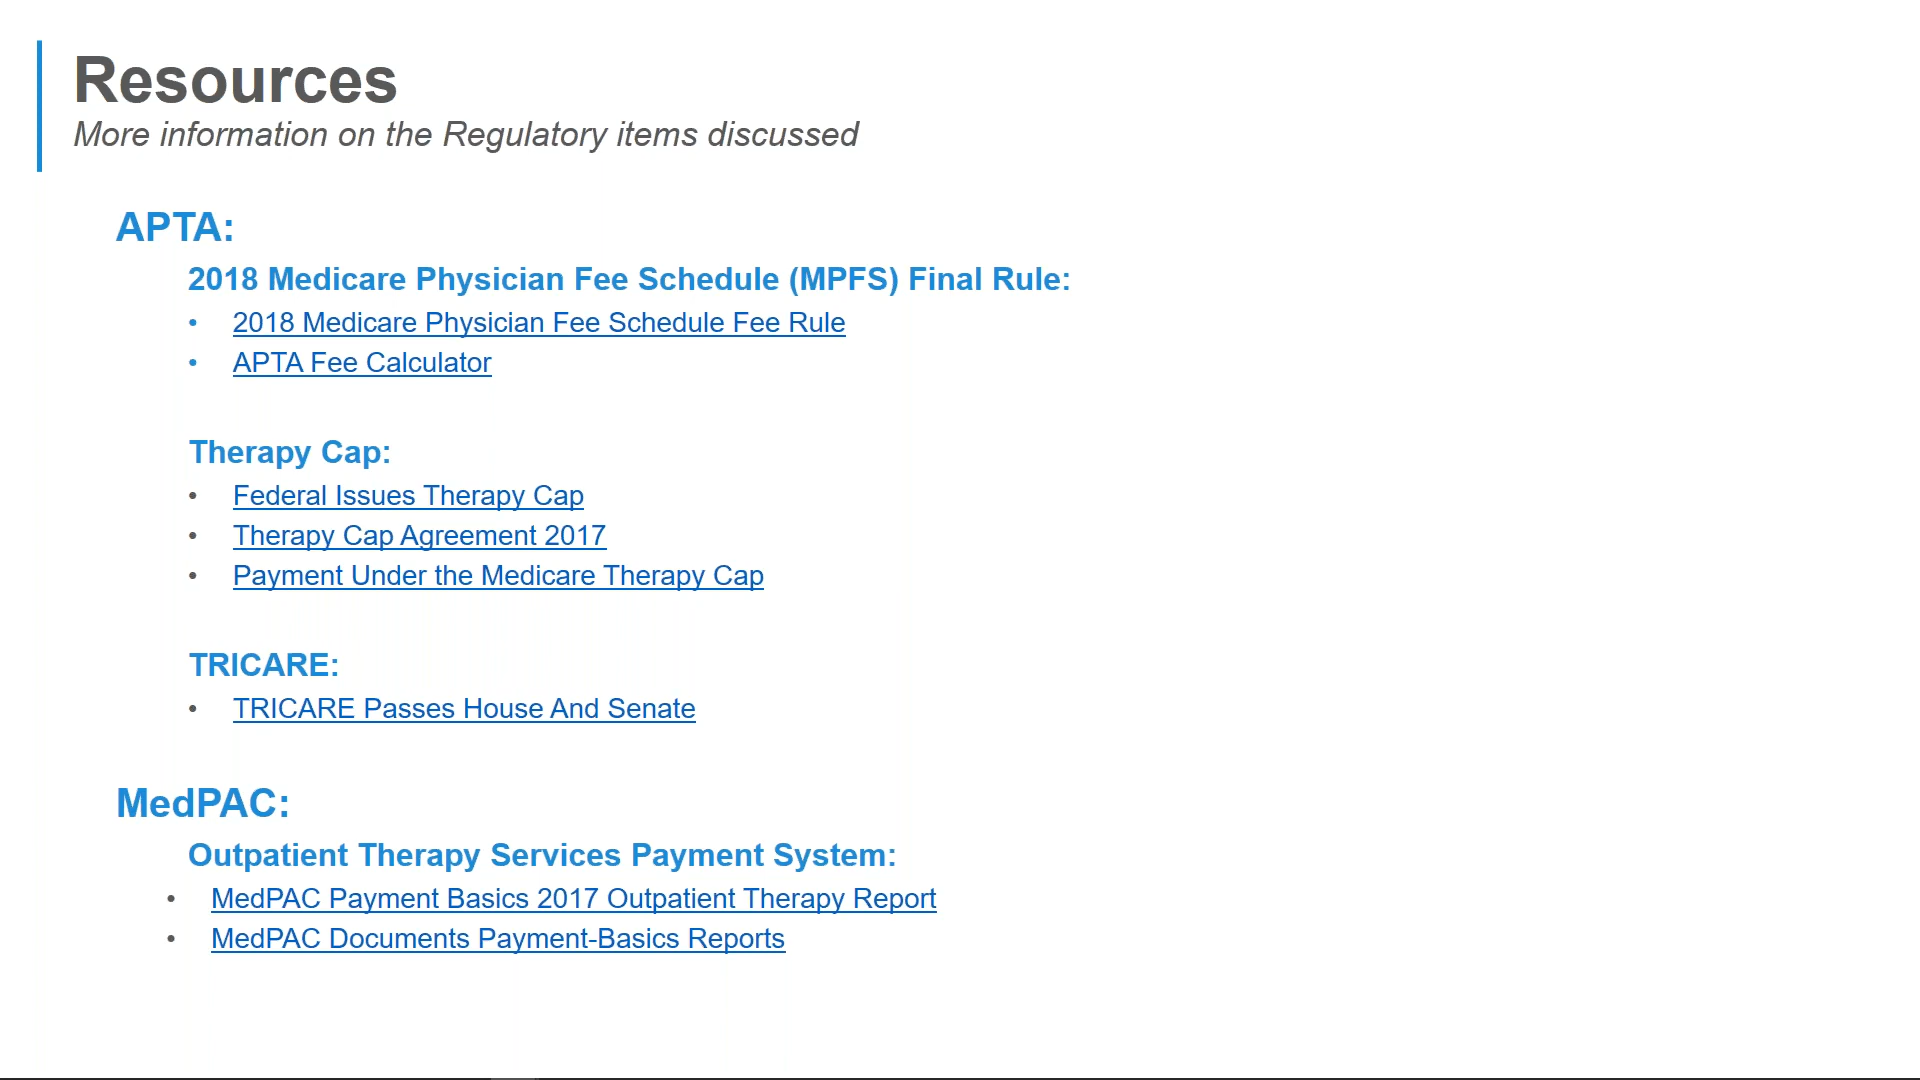 Resources
More information on the Regulatory items discussed
APTA:
2018 Medicare Physician Fee Schedule (MPFS) Final Rule:
• 2018 Medicare Physician Fee Schedule Fee Rule
• APTA Fee Calculator
Therapy Cap:
• Federal Issues Therapy Cap
• Therapy Cap Agreement 2017
• Payment Under the Medicare Therapy Cap
TRICARE:
• TRICARE Passes House And Senate
MedPAC:
Outpatient Therapy Services Payment System:
• MedPAC Payment Basics 2017 Outpatient Therapy Report
• MedPAC Documents Payment-Basics Reports